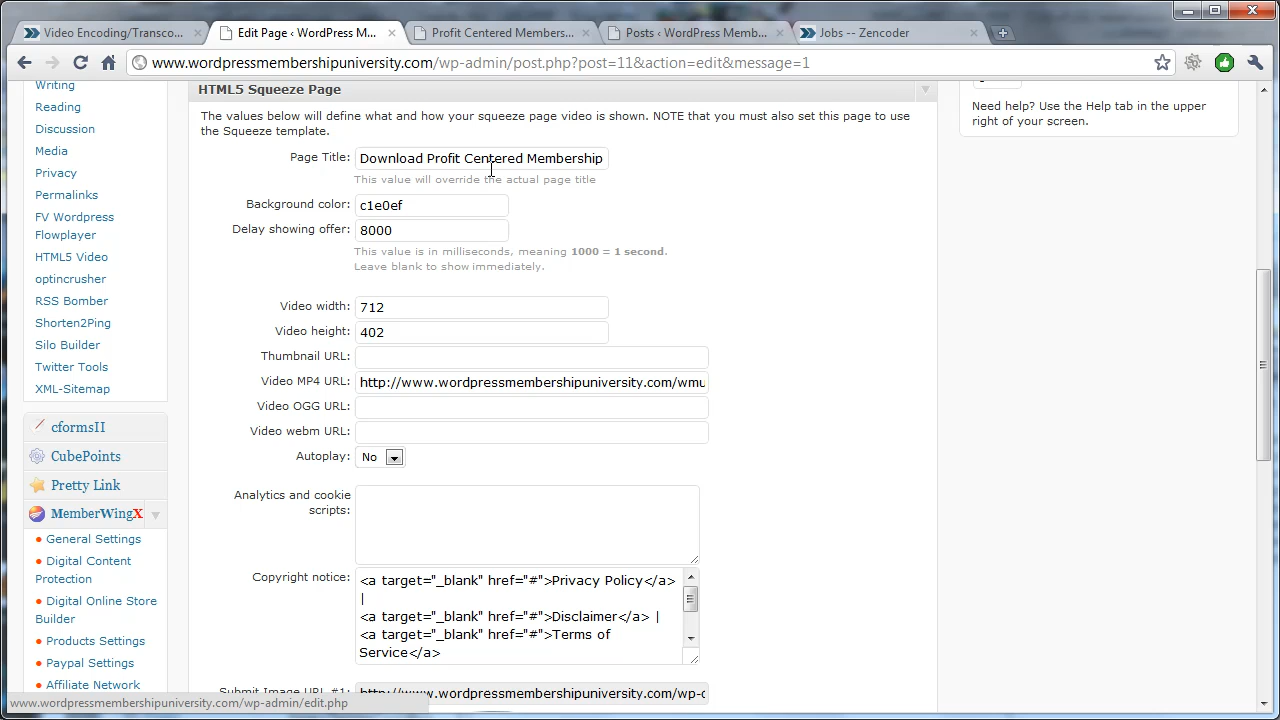 Video Encoding/Transco...
Edit Page ‹ WordPress M...
Profit Centered Members...
Posts ‹ WordPress Memb...
Jobs -- Zencoder
www.wordpressmembershipuniversity.com/wp-admin/post.php?post=11&action=edit&message=1
Writing
Reading
Discussion
Media
Privacy
Permalinks
FV Wordpress
Flowplayer
HTML5 Video
optincrusher
RSS Bomber
Shorten2Ping
Silo Builder
Twitter Tools
XML-Sitemap
cformsII
CubePoints
Pretty Link
MemberWingX
General Settings
Digital Content
Protection
Digital Online Store
Builder
Products Settings
Paypal Settings
Affiliate Network
HTML5 Squeeze Page
The values below will define what and how your squeeze page video is shown. NOTE that you must also set this page to use
the Squeeze template.
Page Title: Download Profit Centered Membership
This value will override the actual page title
Background color: c1e0ef
Delay showing offer: 8000
This value is in milliseconds, meaning 1000 = 1 second.
Leave blank to show immediately.
Video width: 712
Video height: 402
Thumbnail URL:
Video MP4 URL: http://www.wordpressmembershipuniversity.com/wmu
Video OGG URL:
Video webm URL:
Autoplay: No
Analytics and cookie
scripts:
Copyright notice: <a target="_blank" href="#">Privacy Policy</a>
|
<a target="_blank" href="#">Disclaimer</a> |
<a target="_blank" href="#">Terms of
Service</a>
Submit Image URL #1: http://www.wordpressmembershipuniversity.com/wp-c
Need help? Use the Help tab in the upper
right of your screen.
www.wordpressmembershipuniversity.com/wp-admin/edit.php